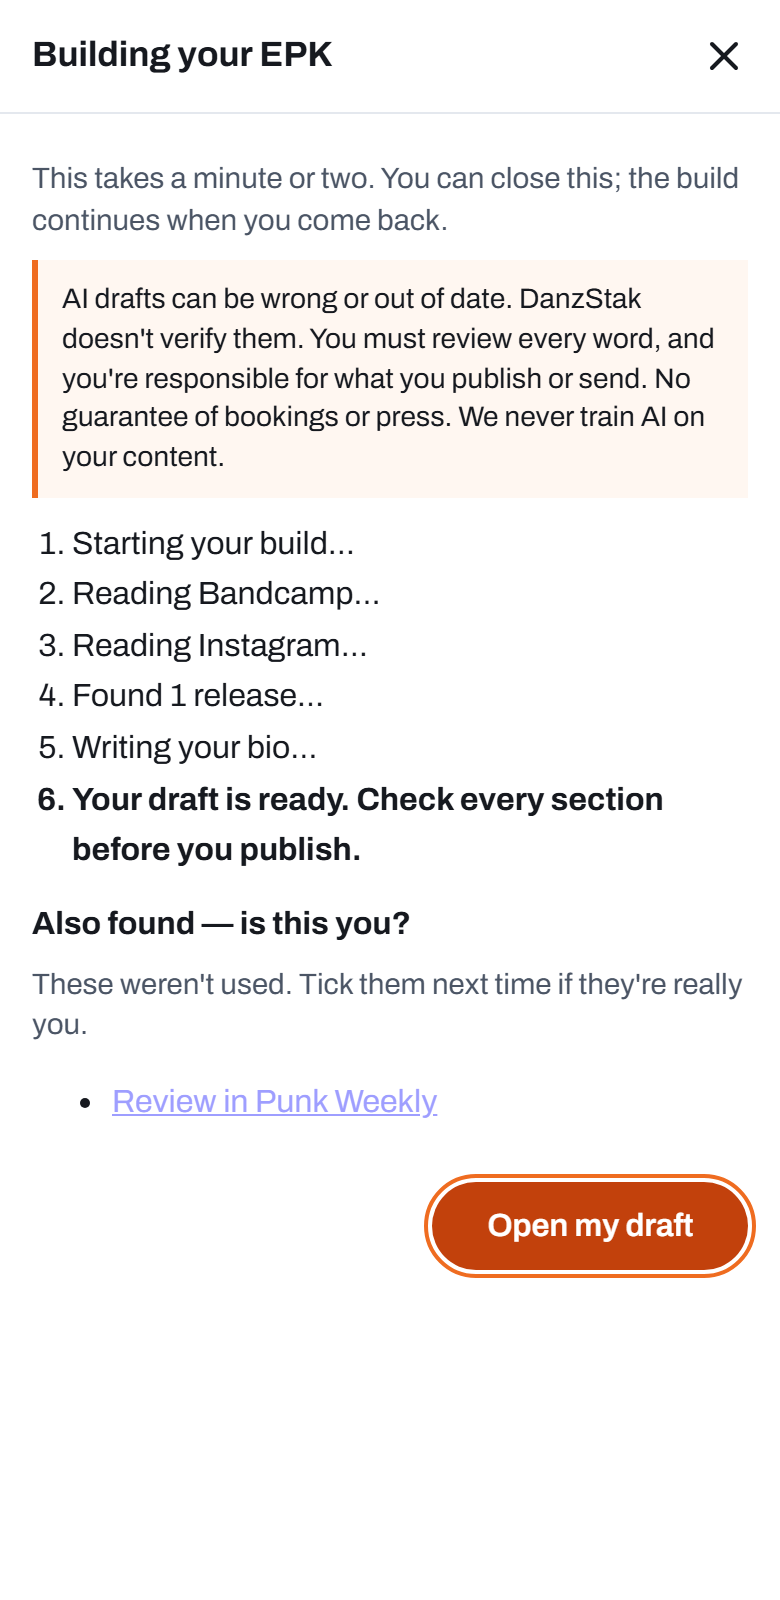 Building your EPK
This takes a minute or two. You can close this; the build
continues when you come back.
AI drafts can be wrong or out of date. DanzStak
doesn't verify them. You must review every word, and
you're responsible for what you publish or send. No
guarantee of bookings or press. We never train AI on
your content.
1. Starting your build...
2. Reading Bandcamp...
3. Reading Instagram...
4. Found 1 release...
5. Writing your bio...
6. Your draft is ready. Check every section
before you publish.
Also found — is this you?
These weren't used. Tick them next time if they're really
you.
• Review in Punk Weekly
Open my draft